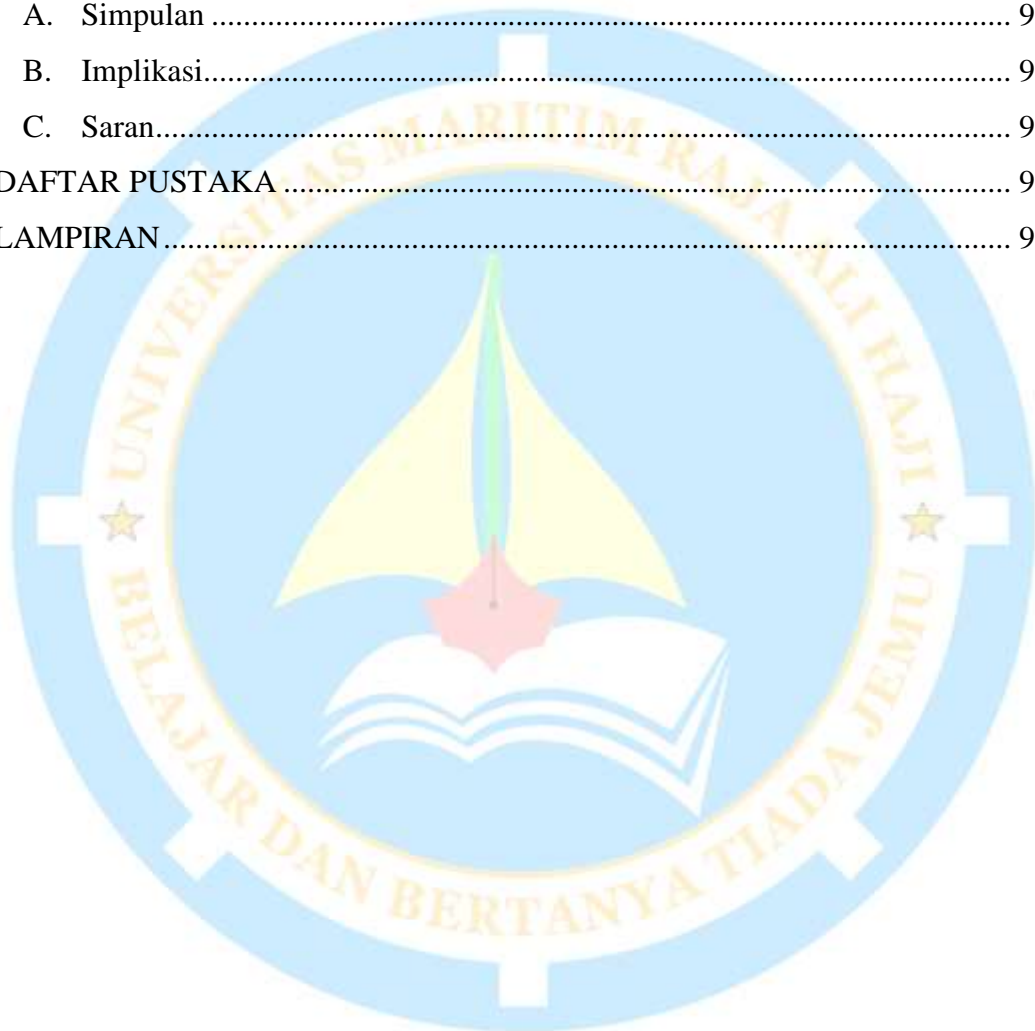 A. Simpulan ..................................................................................................... 9
B. Implikasi...................................................................................................... 9
C. Saran............................................................................................................ 9
DAFTAR PUSTAKA ........................................................................................... 9
LAMPIRAN.......................................................................................................... 9
UNIVERSITAS MARITIM RAJA ALI HAJI
BELAJAR DAN BERTANYA TIADA JEMU